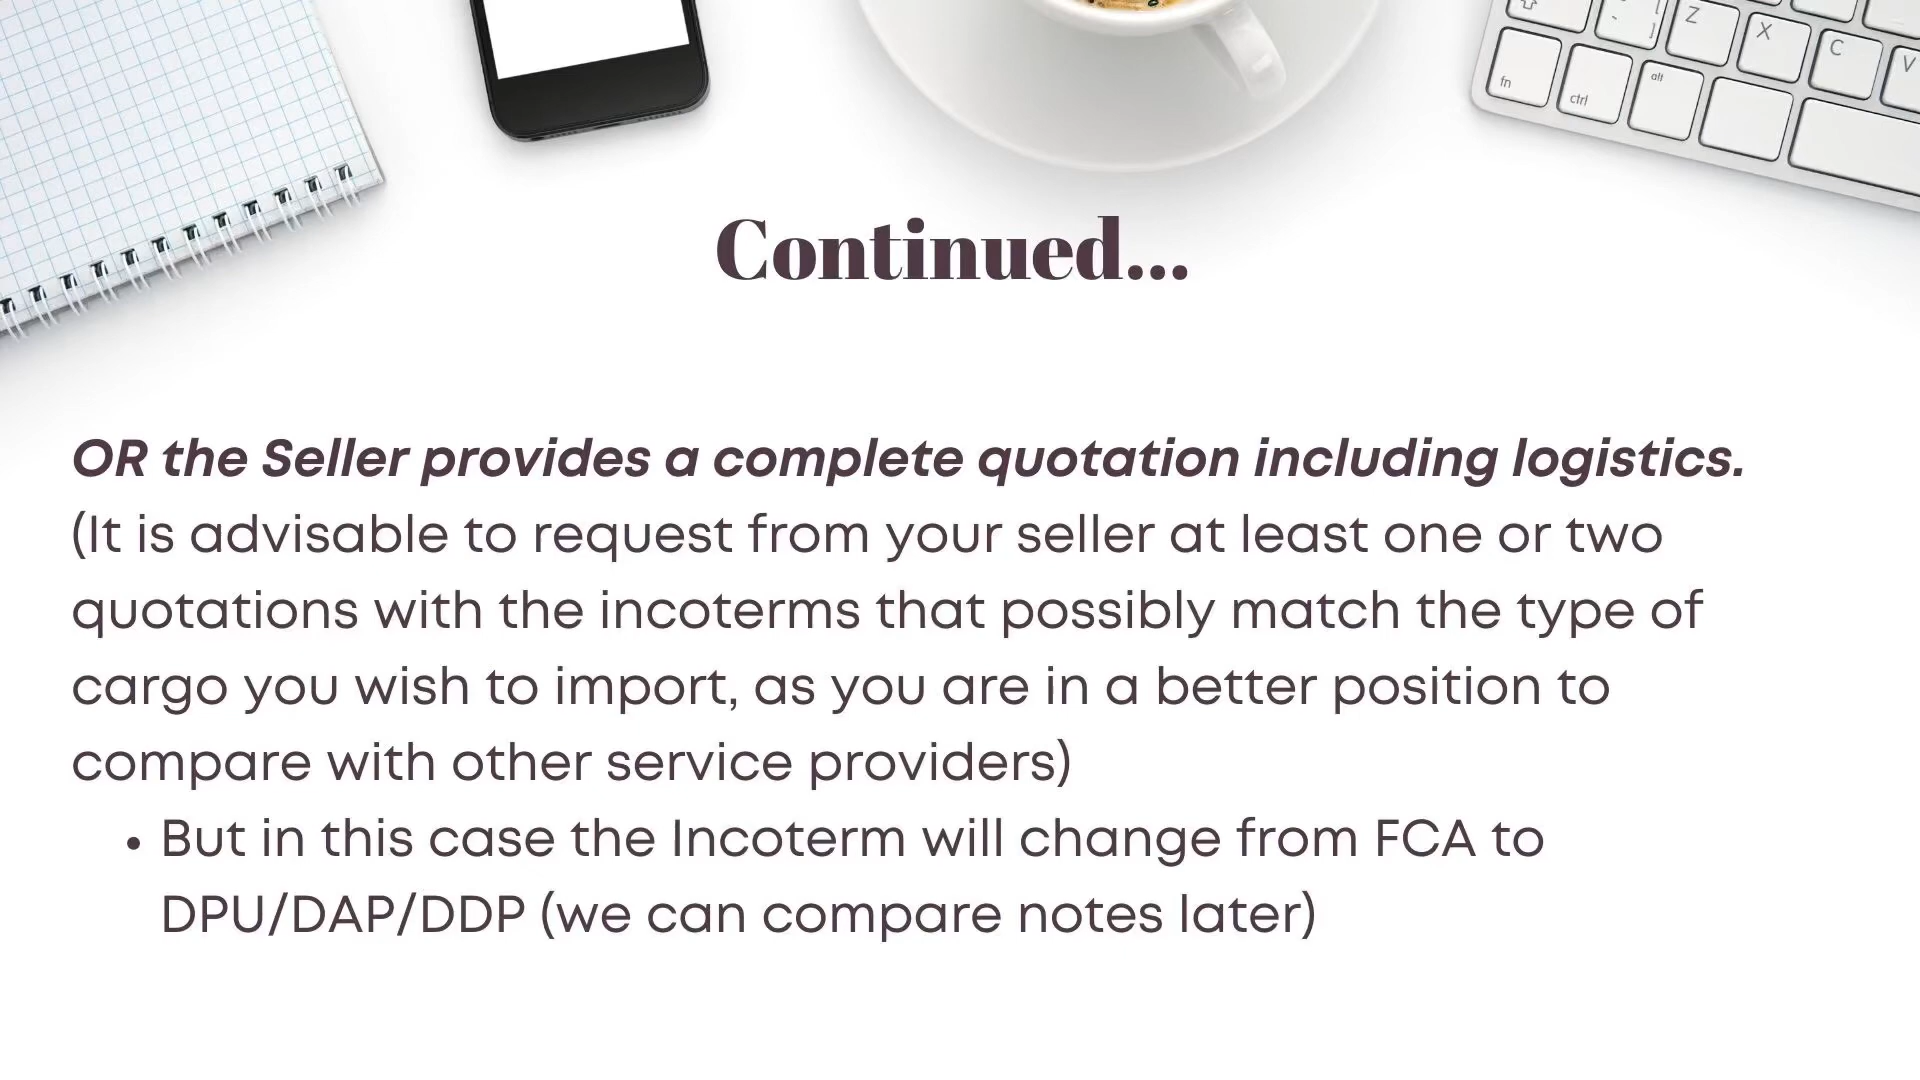 Z
X
C
V
fn
ctrl
alt
Continued...
OR the Seller provides a complete quotation including logistics.
(It is advisable to request from your seller at least one or two
quotations with the incoterms that possibly match the type of
cargo you wish to import, as you are in a better position to
compare with other service providers)
• But in this case the Incoterm will change from FCA to
DPU/DAP/DDP (we can compare notes later)